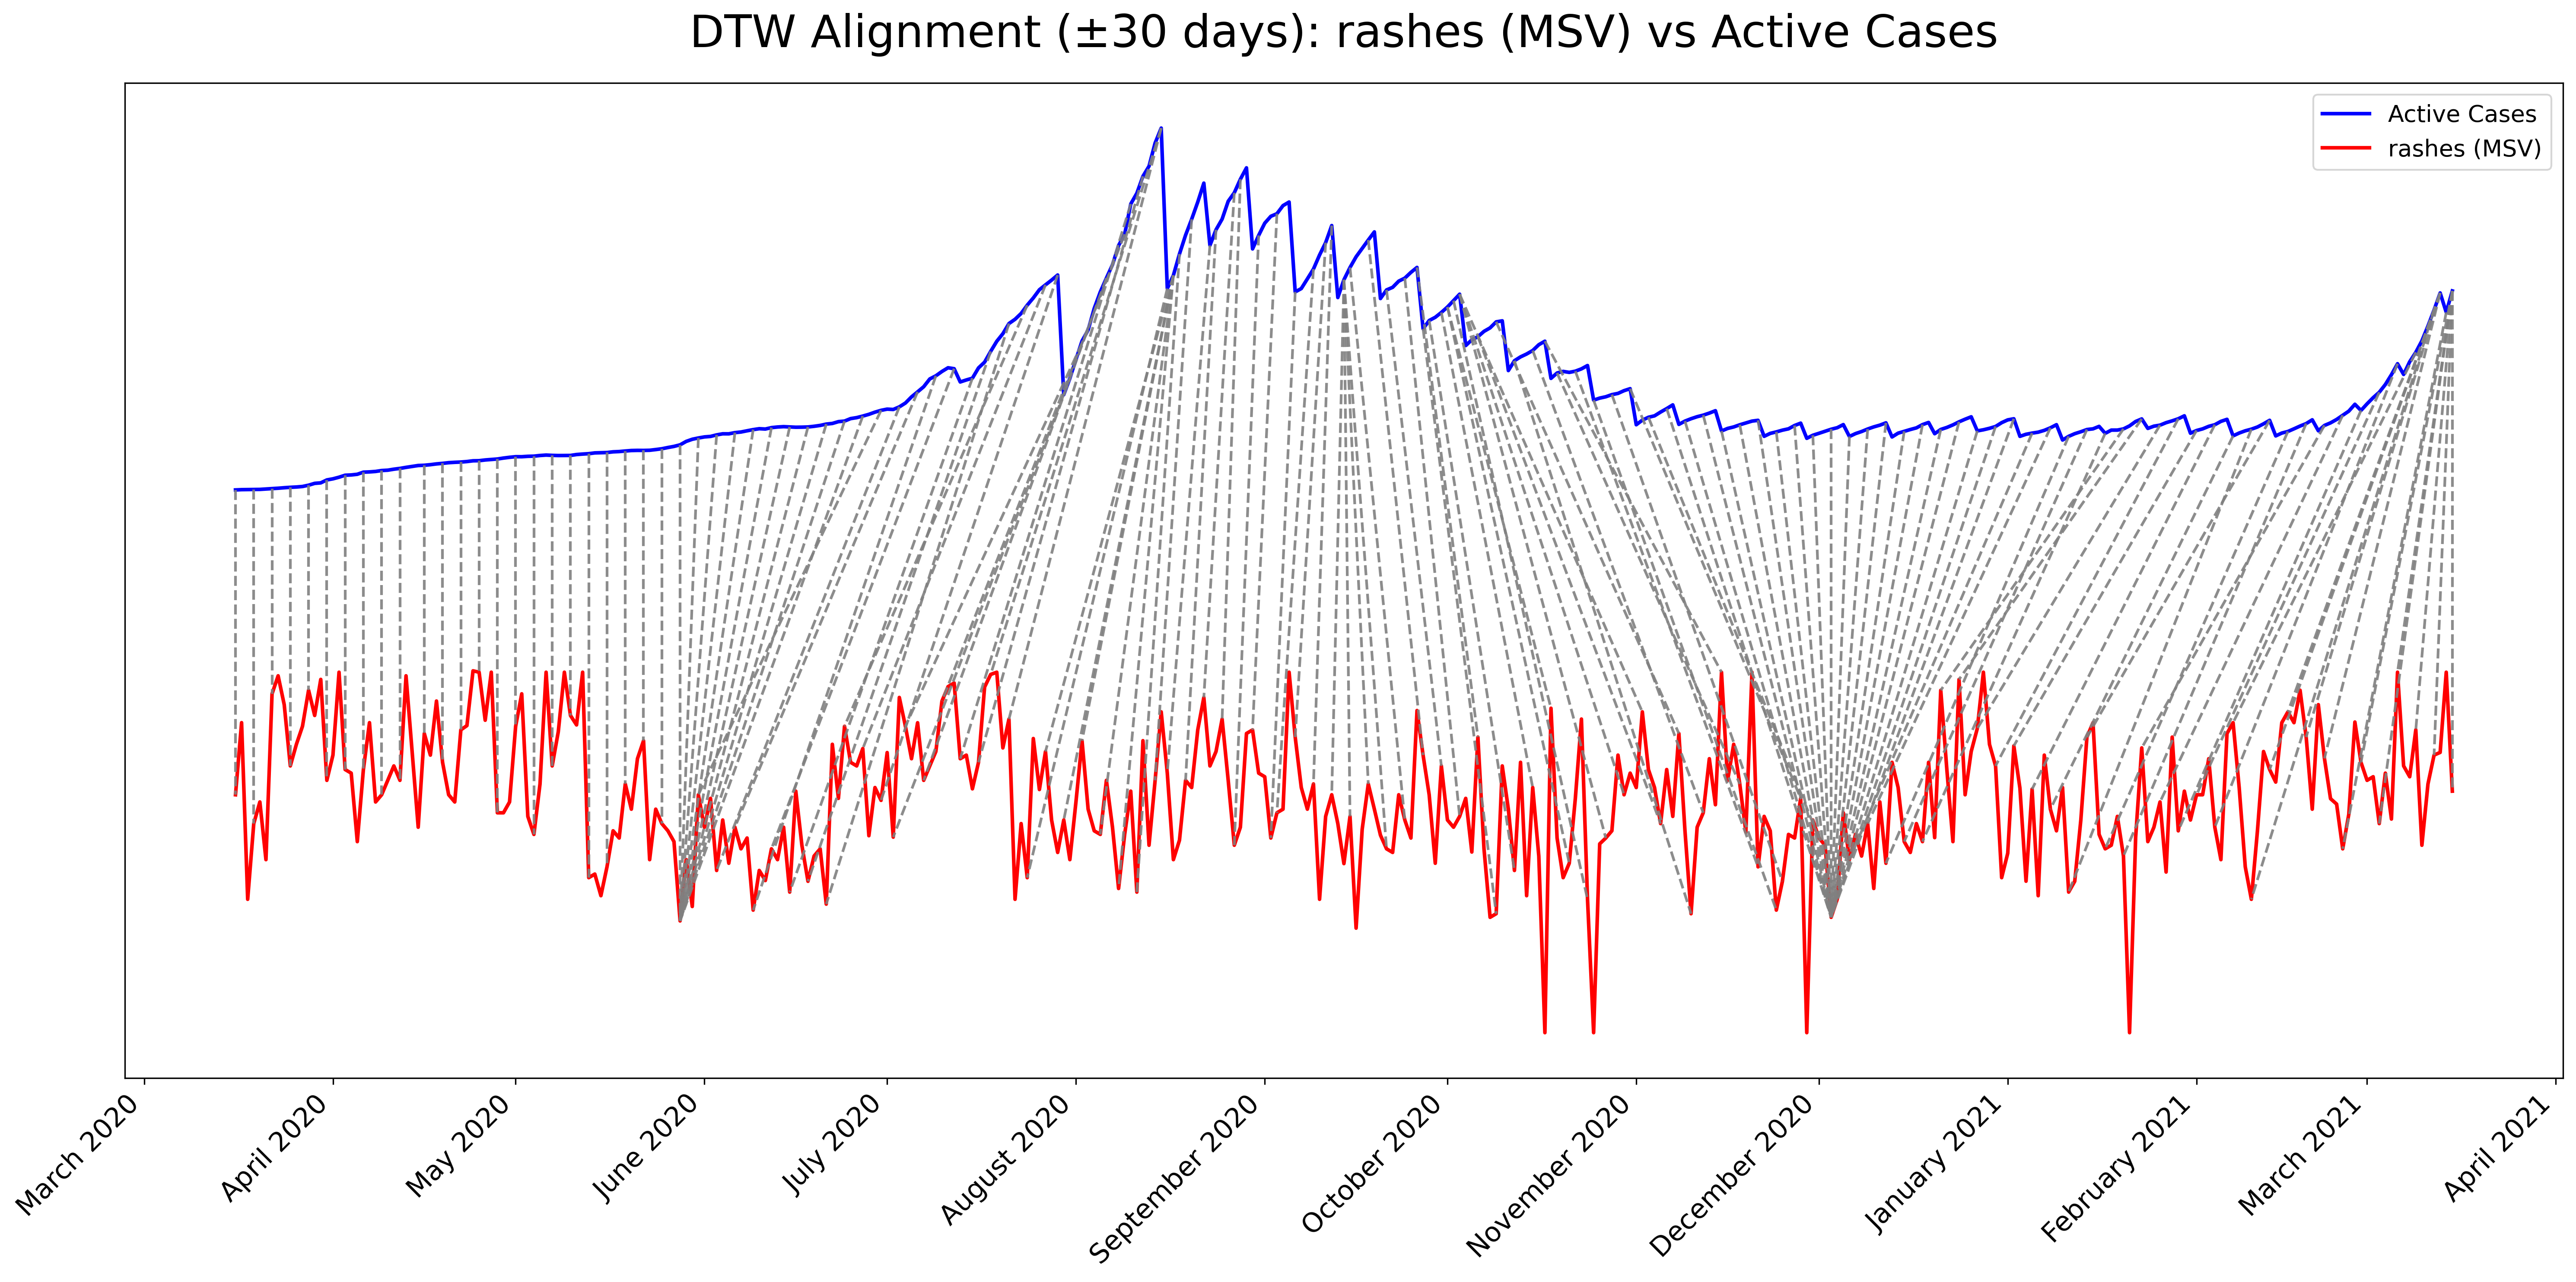 DTW Alignment (±30 days): rashes (MSV) vs Active Cases
Active Cases
rashes (MSV)
March 2020
April 2020
May 2020
June 2020
July 2020
August 2020
September 2020
October 2020
November 2020
December 2020
January 2021
February 2021
March 2021
April 2021